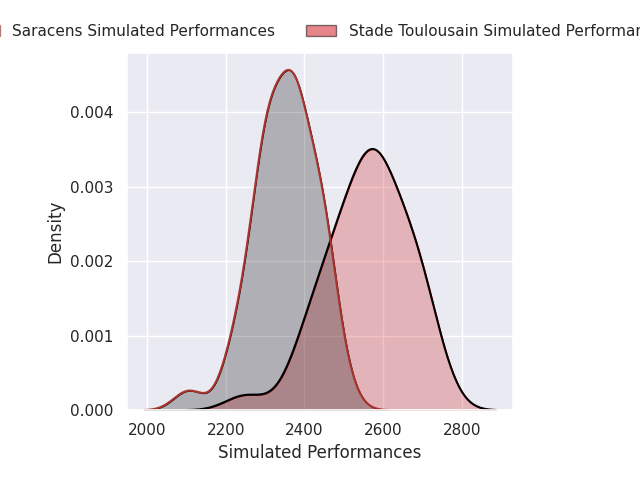 Saracens Simulated Performances
Stade Toulousain Simulated
0.004
0.003
0.002
0.001
0.000
Density
2000 2200 2400 2600 2800
Simulated Performances